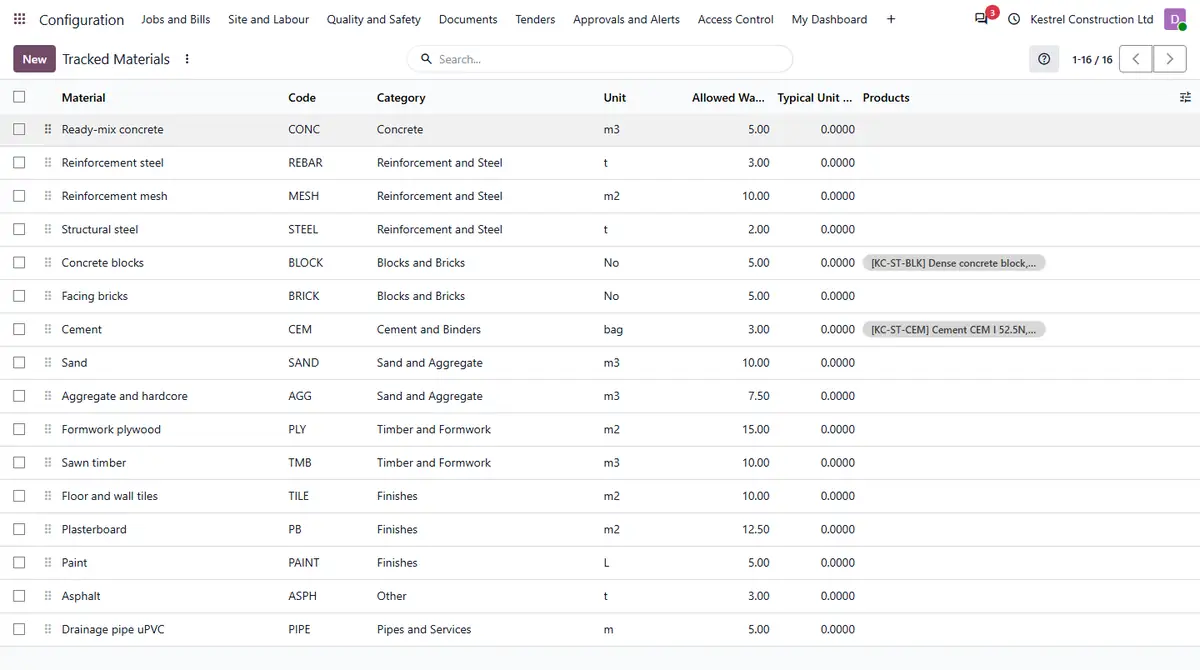 Configuration Jobs and Bills Site and Labour Quality and Safety Documents Tenders Approvals and Alerts Access Control My Dashboard + 3 Kestrel Construction Ltd D
New Tracked Materials Search... 1-16 / 16
Material Code Category Unit Allowed Wa... Typical Unit ... Products
Ready-mix concrete CONC Concrete m3 5.00 0.0000
Reinforcement steel REBAR Reinforcement and Steel t 3.00 0.0000
Reinforcement mesh MESH Reinforcement and Steel m2 10.00 0.0000
Structural steel STEEL Reinforcement and Steel t 2.00 0.0000
Concrete blocks BLOCK Blocks and Bricks No 5.00 0.0000 [KC-ST-BLK] Dense concrete block,...
Facing bricks BRICK Blocks and Bricks No 5.00 0.0000
Cement CEM Cement and Binders bag 3.00 0.0000 [KC-ST-CEM] Cement CEM I 52.5N,...
Sand SAND Sand and Aggregate m3 10.00 0.0000
Aggregate and hardcore AGG Sand and Aggregate m3 7.50 0.0000
Formwork plywood PLY Timber and Formwork m2 15.00 0.0000
Sawn timber TMB Timber and Formwork m3 10.00 0.0000
Floor and wall tiles TILE Finishes m2 10.00 0.0000
Plasterboard PB Finishes m2 12.50 0.0000
Paint PAINT Finishes L 5.00 0.0000
Asphalt ASPH Other t 3.00 0.0000
Drainage pipe uPVC PIPE Pipes and Services m 5.00 0.0000